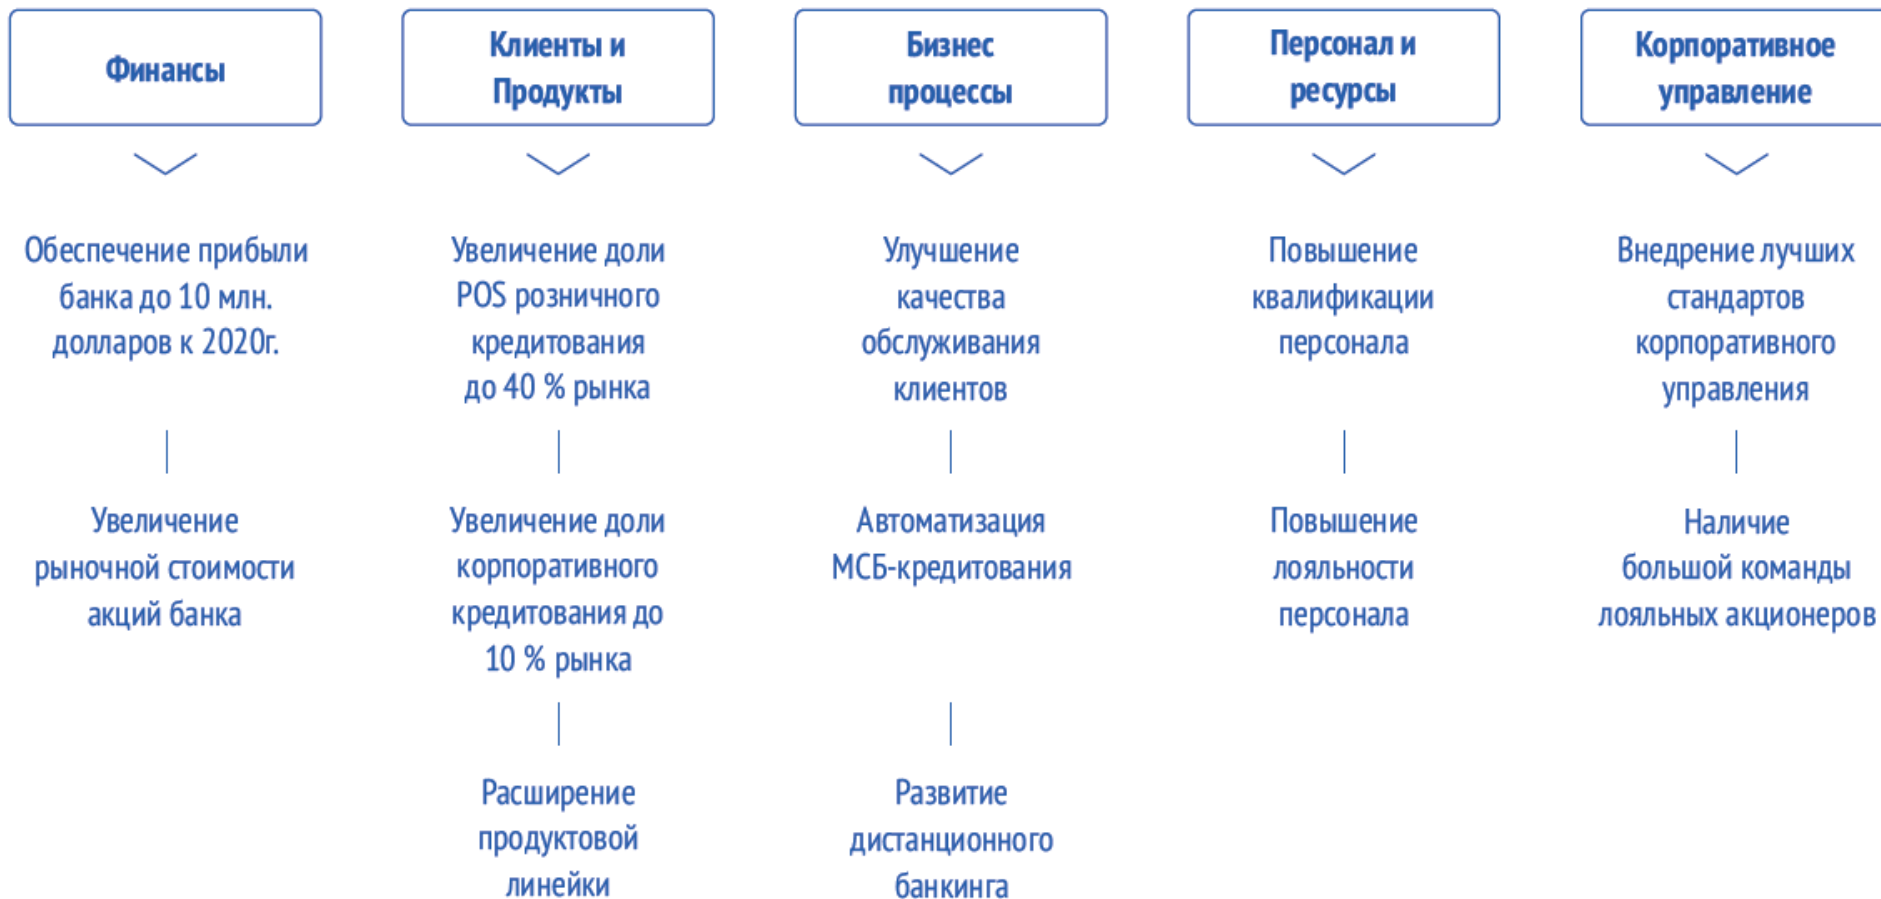 Финансы
Обеспечение прибыли
банка до 10 млн.
долларов к 2020г.
Увеличение
рыночной стоимости
акций банка
Клиенты и
Продукты
Увеличение доли
POS розничного
кредитования
до 40 % рынка
Увеличение доли
корпоративного
кредитования до
10 % рынка
Расширение
продуктовой
линейки
Бизнес
процессы
Улучшение
качества
обслуживания
клиентов
Автоматизация
МСБ-кредитования
Развитие
дистанционного
банкинга
Персонал и
ресурсы
Повышение
квалификации
персонала
Повышение
лояльности
персонала
Корпоративное
управление
Внедрение лучших
стандартов
корпоративного
управления
Наличие
большой команды
лояльных акционеров